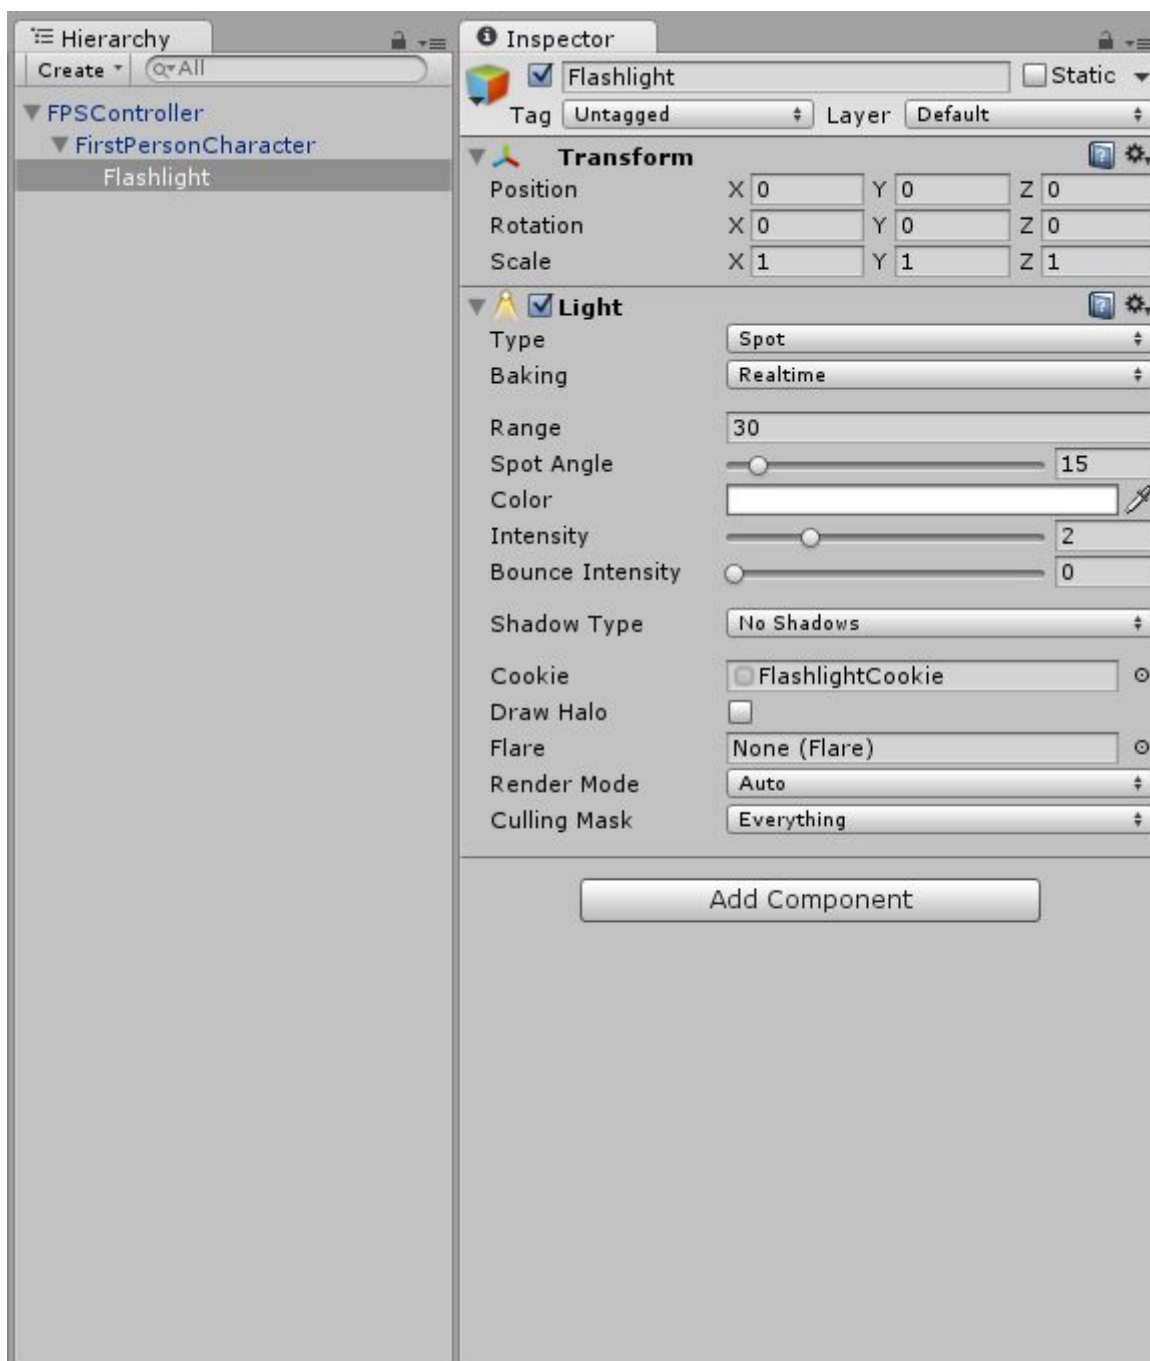 Hierarchy
Create All
FPSController
FirstPersonCharacter
Flashlight
Inspector
Flashlight Static
Tag Untagged Layer Default
Transform
Position X 0 Y 0 Z 0
Rotation X 0 Y 0 Z 0
Scale X 1 Y 1 Z 1
Light
Type Spot
Baking Realtime
Range 30
Spot Angle 15
Color
Intensity 2
Bounce Intensity 0
Shadow Type No Shadows
Cookie FlashlightCookie
Draw Halo
Flare None (Flare)
Render Mode Auto
Culling Mask Everything
Add Component